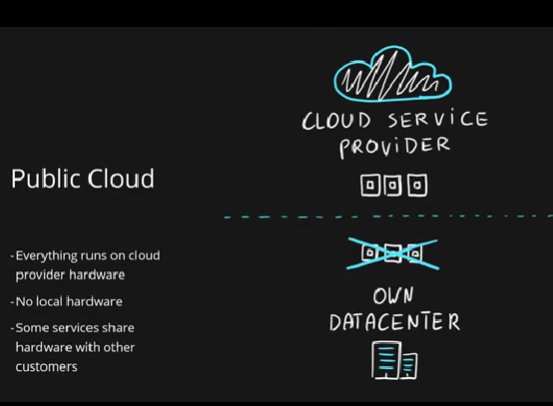 CLOUD SERVICE
PROVIDER
Public Cloud
-Everything runs on cloud
provider hardware
-No local hardware
-Some services share
hardware with other
customers
OWN
DATACENTER